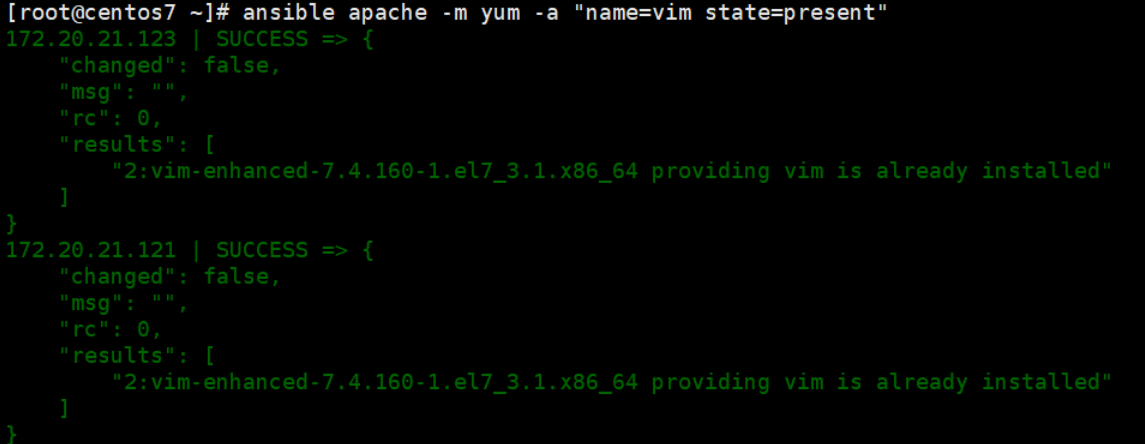 [root@centos7 ~]# ansible apache -m yum -a "name=vim state=present"
172.20.21.123 | SUCCESS => {
    "changed": false,
    "msg": "",
    "rc": 0,
    "results": [
        "2:vim-enhanced-7.4.160-1.el7_3.1.x86_64 providing vim is already installed"
    ]
}
172.20.21.121 | SUCCESS => {
    "changed": false,
    "msg": "",
    "rc": 0,
    "results": [
        "2:vim-enhanced-7.4.160-1.el7_3.1.x86_64 providing vim is already installed"
    ]
}